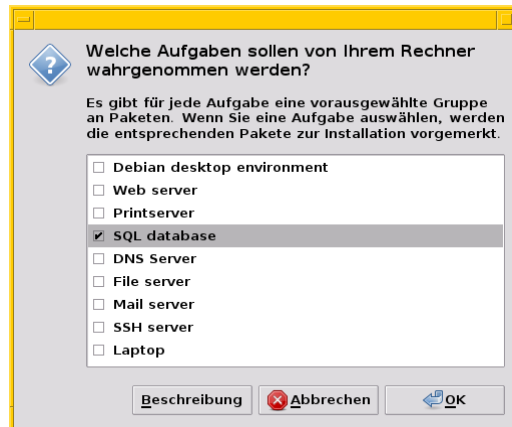 Welche Aufgaben sollen von Ihrem Rechner
wahrgenommen werden?
Es gibt für jede Aufgabe eine vorausgewählte Gruppe
an Paketen. Wenn Sie eine Aufgabe auswählen, werden
die entsprechenden Pakete zur Installation vorgemerkt.
Debian desktop environment
Web server
Printserver
SQL database
DNS Server
File server
Mail server
SSH server
Laptop
Beschreibung
Abbrechen
OK